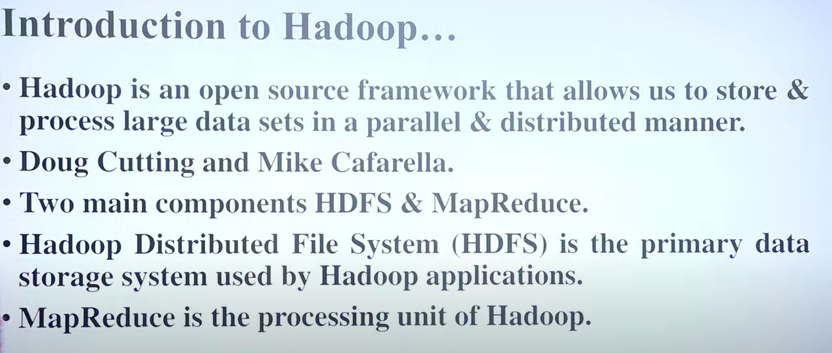 Introduction to Hadoop...
• Hadoop is an open source framework that allows us to store &
process large data sets in a parallel & distributed manner.
• Doug Cutting and Mike Cafarella.
• Two main components HDFS & MapReduce.
• Hadoop Distributed File System (HDFS) is the primary data
storage system used by Hadoop applications.
• MapReduce is the processing unit of Hadoop.